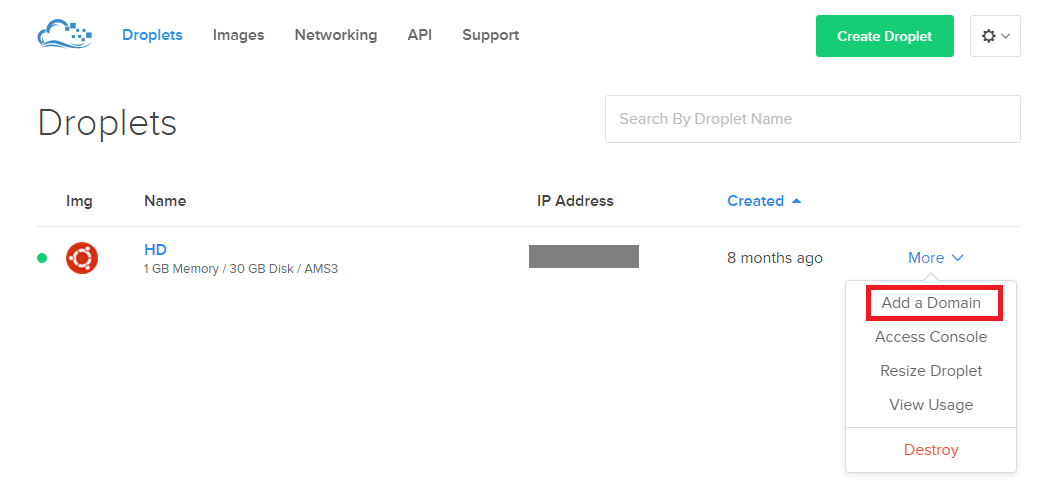 Droplets Images Networking API Support Create Droplet
Droplets
Search By Droplet Name
Img Name IP Address Created
HD
1 GB Memory / 30 GB Disk / AMS3
8 months ago
More
Add a Domain
Access Console
Resize Droplet
View Usage
Destroy